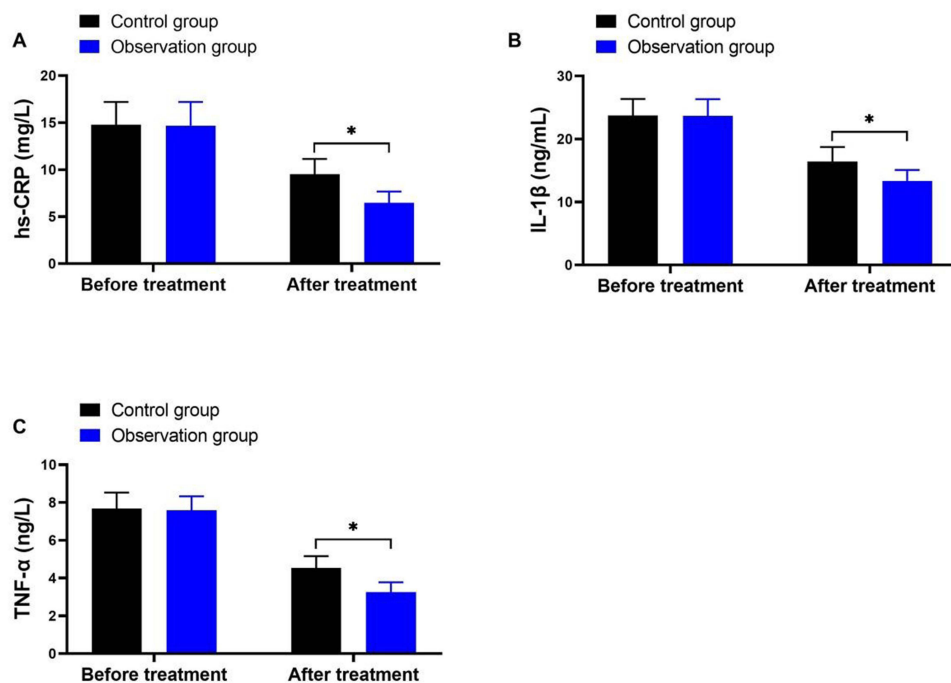 A
Control group
Observation group
hs-CRP (mg/L)
20
15
10
5
0
*
Before treatment
After treatment
B
Control group
Observation group
IL-1β (ng/mL)
30
20
10
0
*
Before treatment
After treatment
C
Control group
Observation group
TNF-α (ng/L)
10
8
6
4
2
0
*
Before treatment
After treatment